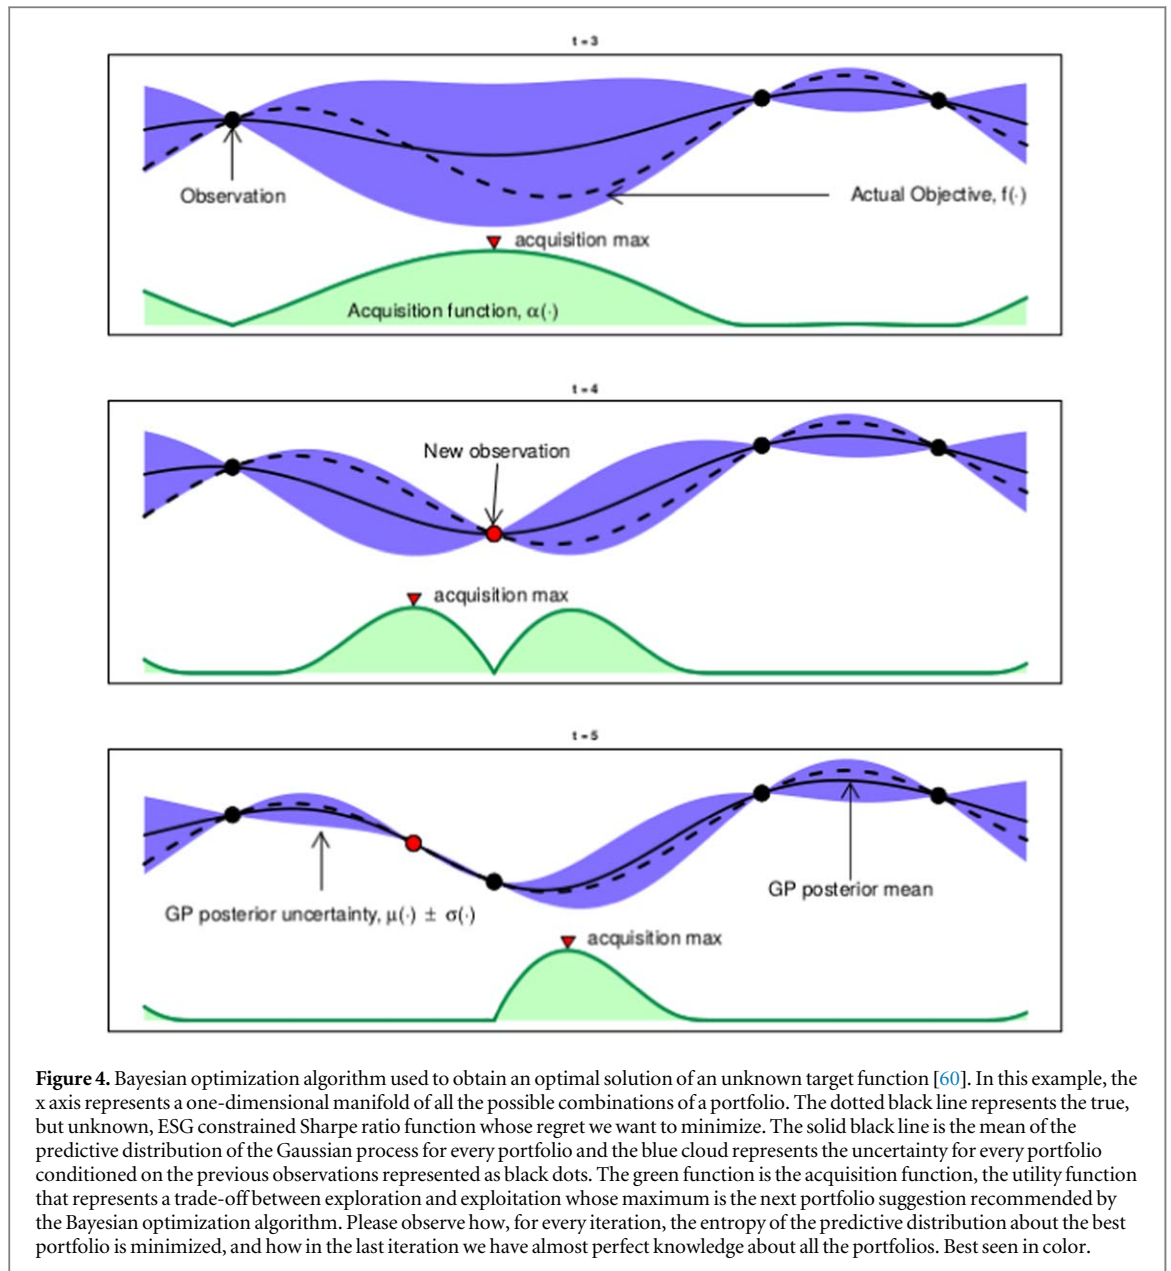 t = 3
Observation
Actual Objective, f(·)
acquisition max
Acquisition function, α(·)
t = 4
New observation
acquisition max
t = 5
GP posterior mean
GP posterior uncertainty, μ(·) ± σ(·)
acquisition max
Figure 4. Bayesian optimization algorithm used to obtain an optimal solution of an unknown target function [60]. In this example, the
x axis represents a one-dimensional manifold of all the possible combinations of a portfolio. The dotted black line represents the true,
but unknown, ESG constrained Sharpe ratio function whose regret we want to minimize. The solid black line is the mean of the
predictive distribution of the Gaussian process for every portfolio and the blue cloud represents the uncertainty for every portfolio
conditioned on the previous observations represented as black dots. The green function is the acquisition function, the utility function
that represents a trade-off between exploration and exploitation whose maximum is the next portfolio suggestion recommended by
the Bayesian optimization algorithm. Please observe how, for every iteration, the entropy of the predictive distribution about the best
portfolio is minimized, and how in the last iteration we have almost perfect knowledge about all the portfolios. Best seen in color.